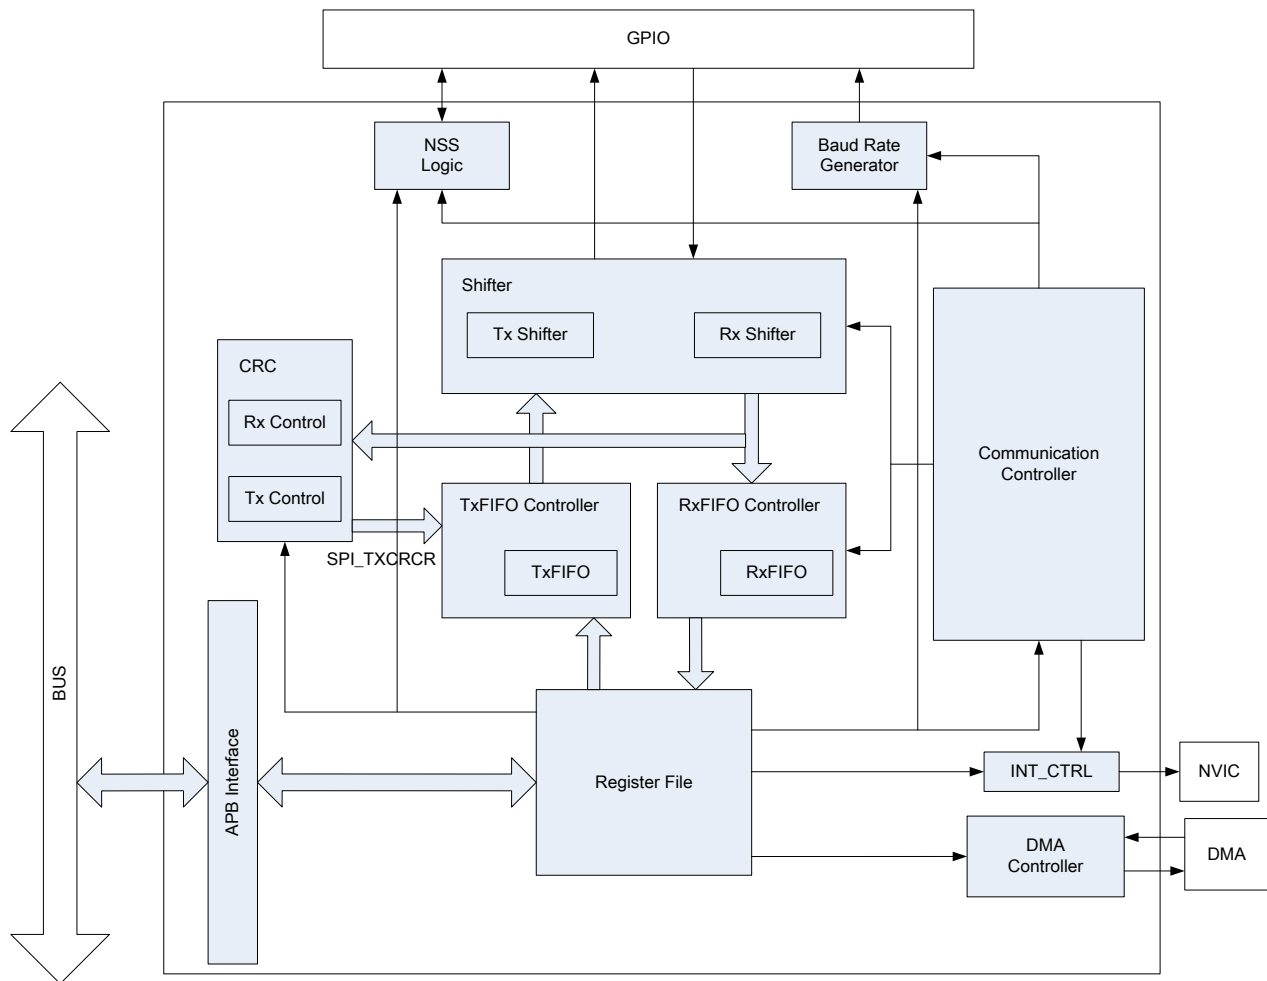 GPIO
NSS
Logic
Baud Rate
Generator
Shifter
Tx Shifter
Rx Shifter
CRC
Rx Control
Tx Control
Communication
Controller
TxFIFO Controller
RxFIFO Controller
SPI_TXCRCR
TxFIFO
RxFIFO
BUS
APB Interface
Register File
INT_CTRL
NVIC
DMA
Controller
DMA